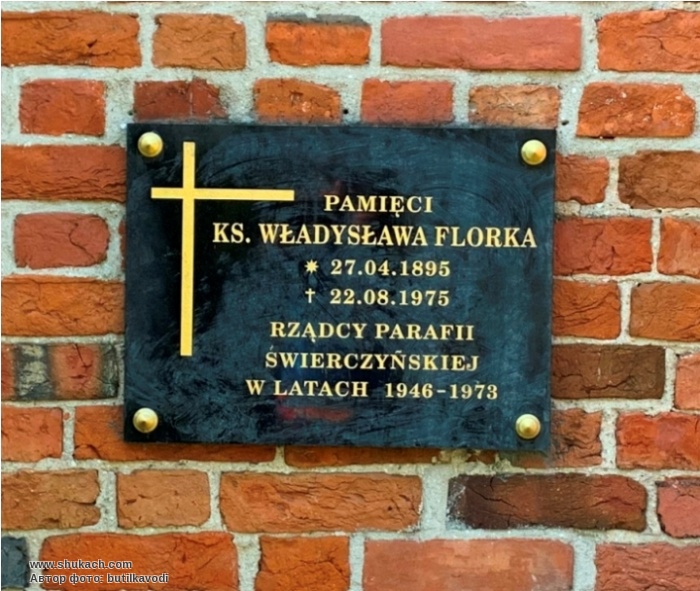 PAMIĘCI
KS. WŁADYSŁAWA FLORKA
✷ 27.04.1895
✝ 22.08.1975
RZĄDCY PARAFII
ŚWIERCZYŃSKIEJ
W LATACH 1946-1973
www.shukach.com
Автор фото: butilkavodi